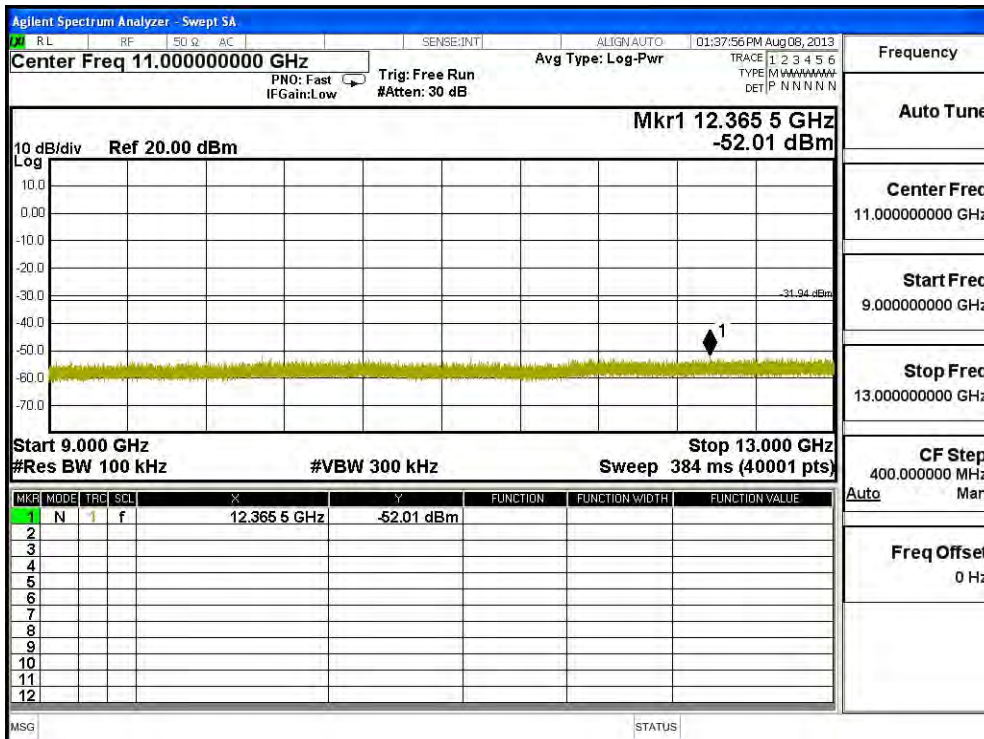 Agilent Spectrum Analyzer - Swept SA
RL RF 50 Ω AC SENSE:INT ALIGN AUTO 01:37:56 PM Aug 08, 2013
Center Freq 11.000000000 GHz
PNO: Fast
IFGain:Low
Trig: Free Run
#Atten: 30 dB
Avg Type: Log-Pwr
TRACE 1 2 3 4 5 6
TYPE M
DET P N N N N N
Mkr1 12.365 5 GHz
-52.01 dBm
10 dB/div Ref 20.00 dBm
Log
10.0
0.00
-10.0
-20.0
-30.0
-31.94 dBm
-40.0
1
-50.0
-60.0
-70.0
Start 9.000 GHz Stop 13.000 GHz
#Res BW 100 kHz #VBW 300 kHz Sweep 384 ms (40001 pts)
MKR MODE TRC SCL X Y FUNCTION FUNCTION WIDTH FUNCTION VALUE
1 N 1 f 12.365 5 GHz -52.01 dBm
2
3
4
5
6
7
8
9
10
11
12
MSG STATUS
Frequency
Auto Tune
Center Freq
11.000000000 GHz
Start Freq
9.000000000 GHz
Stop Freq
13.000000000 GHz
CF Step
400.000000 MHz
Auto Man
Freq Offset
0 Hz